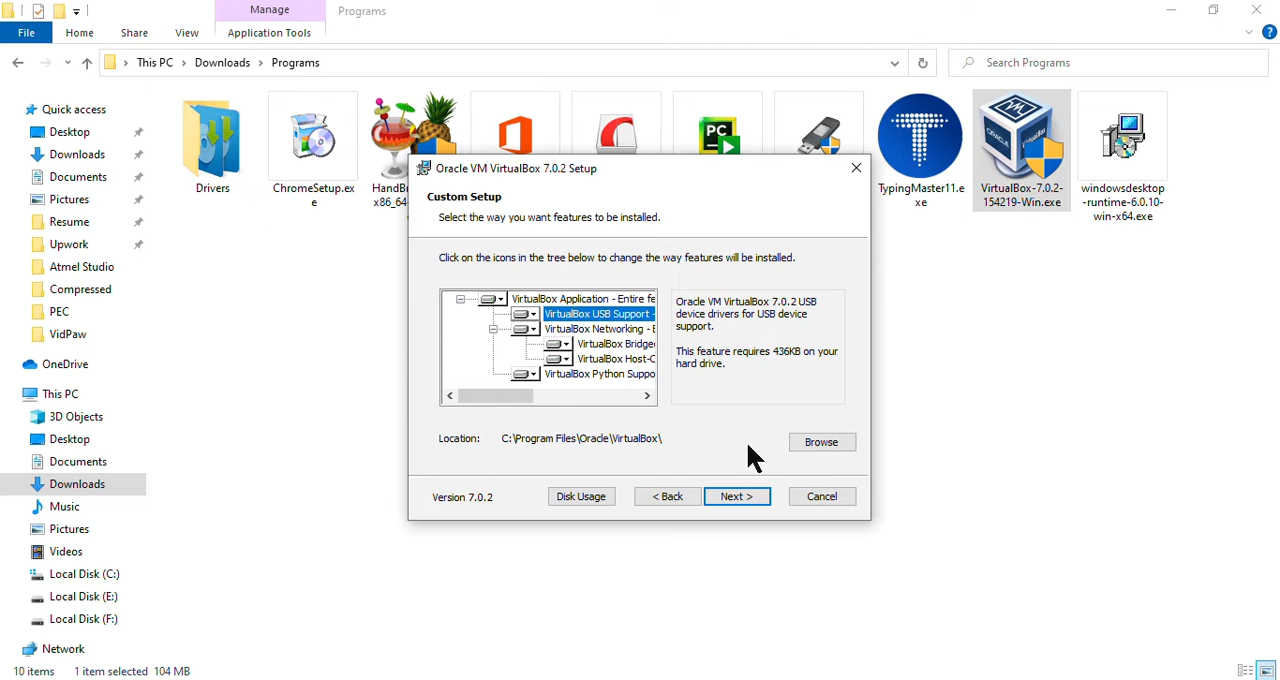 Manage
Programs
File
Home
Share
View
Application Tools
This PC
Downloads
Programs
Search Programs
Quick access
Desktop
Downloads
Documents
Pictures
Resume
Upwork
Atmel Studio
Compressed
PEC
VidPaw
OneDrive
This PC
3D Objects
Desktop
Documents
Downloads
Music
Pictures
Videos
Local Disk (C:)
Local Disk (E:)
Local Disk (F:)
Network
Drivers
ChromeSetup.ex
e
HandBr
x86_64
PC
T
TypingMaster11.e
xe
ORACLE
VirtualBox
VirtualBox-7.0.2-
154219-Win.exe
windowsdesktop
-runtime-6.0.10-
win-x64.exe
Oracle VM VirtualBox 7.0.2 Setup
Custom Setup
Select the way you want features to be installed.
Click on the icons in the tree below to change the way features will be installed.
VirtualBox Application - Entire fe
VirtualBox USB Support -
VirtualBox Networking - E
VirtualBox Bridge
VirtualBox Host-O
VirtualBox Python Suppo
Oracle VM VirtualBox 7.0.2 USB
device drivers for USB device
support.
This feature requires 436KB on your
hard drive.
Location: C:\Program Files\Oracle\VirtualBox\
Browse
Version 7.0.2
Disk Usage
< Back
Next >
Cancel
10 items 1 item selected 104 MB